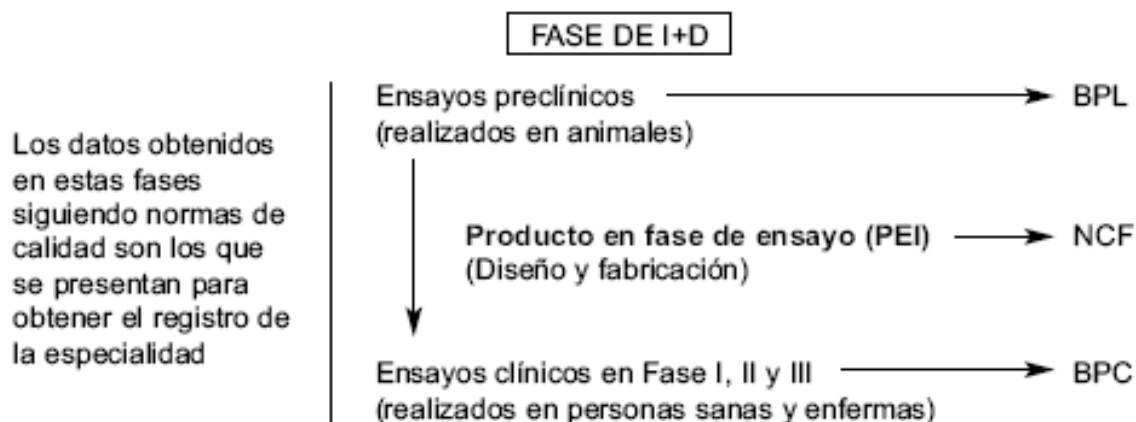 FASE DE I+D
Los datos obtenidos
en estas fases
siguiendo normas de
calidad son los que
se presentan para
obtener el registro de
la especialidad
Ensayos preclínicos
(realizados en animales)
BPL
Producto en fase de ensayo (PEI)
(Diseño y fabricación)
NCF
Ensayos clínicos en Fase I, II y III
(realizados en personas sanas y enfermas)
BPC